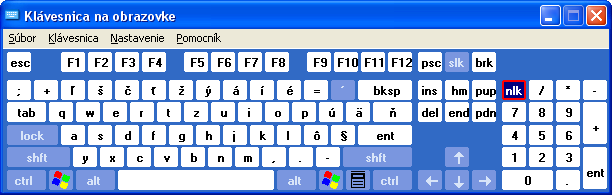 Klávesnica na obrazovke
Súbor Klávesnica Nastavenie Pomocník
esc F1 F2 F3 F4 F5 F6 F7 F8 F9 F10 F11 F12 psc slk brk
; + ľ š č ť ž ý á í é = ´ bksp ins hm pup nlk / * -
tab q w e r t z u i o p ú ä ň del end pdn 7 8 9 +
lock a s d f g h j k l ô § ent 4 5 6
shft y x c v b n m , . - shft ↑ 1 2 3 ent
ctrl alt alt ctrl ← ↓ → 0 .